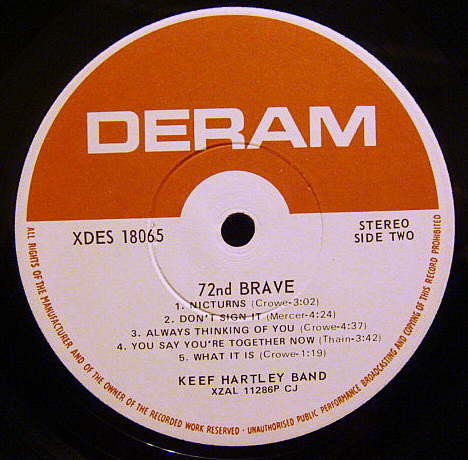 DERAM
XDES 18065
STEREO
SIDE TWO
72nd BRAVE
1. NICTURNS (Crowe-3:02)
2. DON'T SIGN IT (Mercer-4:24)
3. ALWAYS THINKING OF YOU (Crowe-4:37)
4. YOU SAY YOU'RE TOGETHER NOW (Thain-3:42)
5. WHAT IT IS (Crowe-1:19)
KEEF HARTLEY BAND
XZAL 11286P CJ
ALL RIGHTS OF THE MANUFACTURER AND OF THE OWNER OF THE RECORDED WORK RESERVED · UNAUTHORISED PUBLIC PERFORMANCE BROADCASTING AND COPYING OF THIS RECORD PROHIBITED